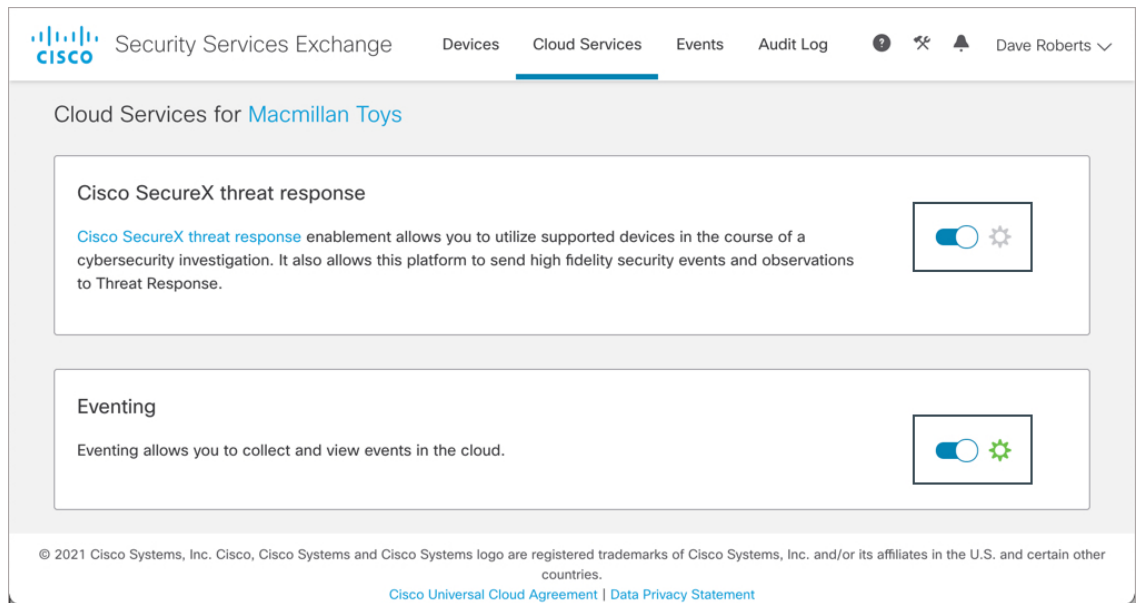 CISCO Security Services Exchange Devices Cloud Services Events Audit Log ? Dave Roberts
Cloud Services for Macmillan Toys
Cisco SecureX threat response
Cisco SecureX threat response enablement allows you to utilize supported devices in the course of a
cybersecurity investigation. It also allows this platform to send high fidelity security events and observations
to Threat Response.
Eventing
Eventing allows you to collect and view events in the cloud.
© 2021 Cisco Systems, Inc. Cisco, Cisco Systems and Cisco Systems logo are registered trademarks of Cisco Systems, Inc. and/or its affiliates in the U.S. and certain other
countries.
Cisco Universal Cloud Agreement | Data Privacy Statement